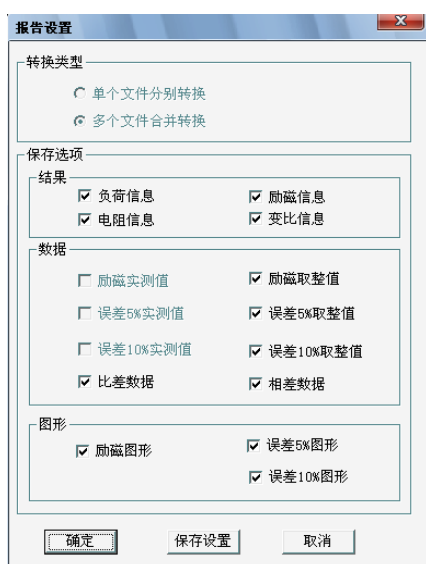 报告设置
转换类型
单个文件分别转换
多个文件合并转换
保存选项
结果
负荷信息 励磁信息
电阻信息 变比信息
数据
励磁实测值 励磁取整值
误差5%实测值 误差5%取整值
误差10%实测值 误差10%取整值
比差数据 相差数据
图形
励磁图形 误差5%图形
误差10%图形
确定 保存设置 取消